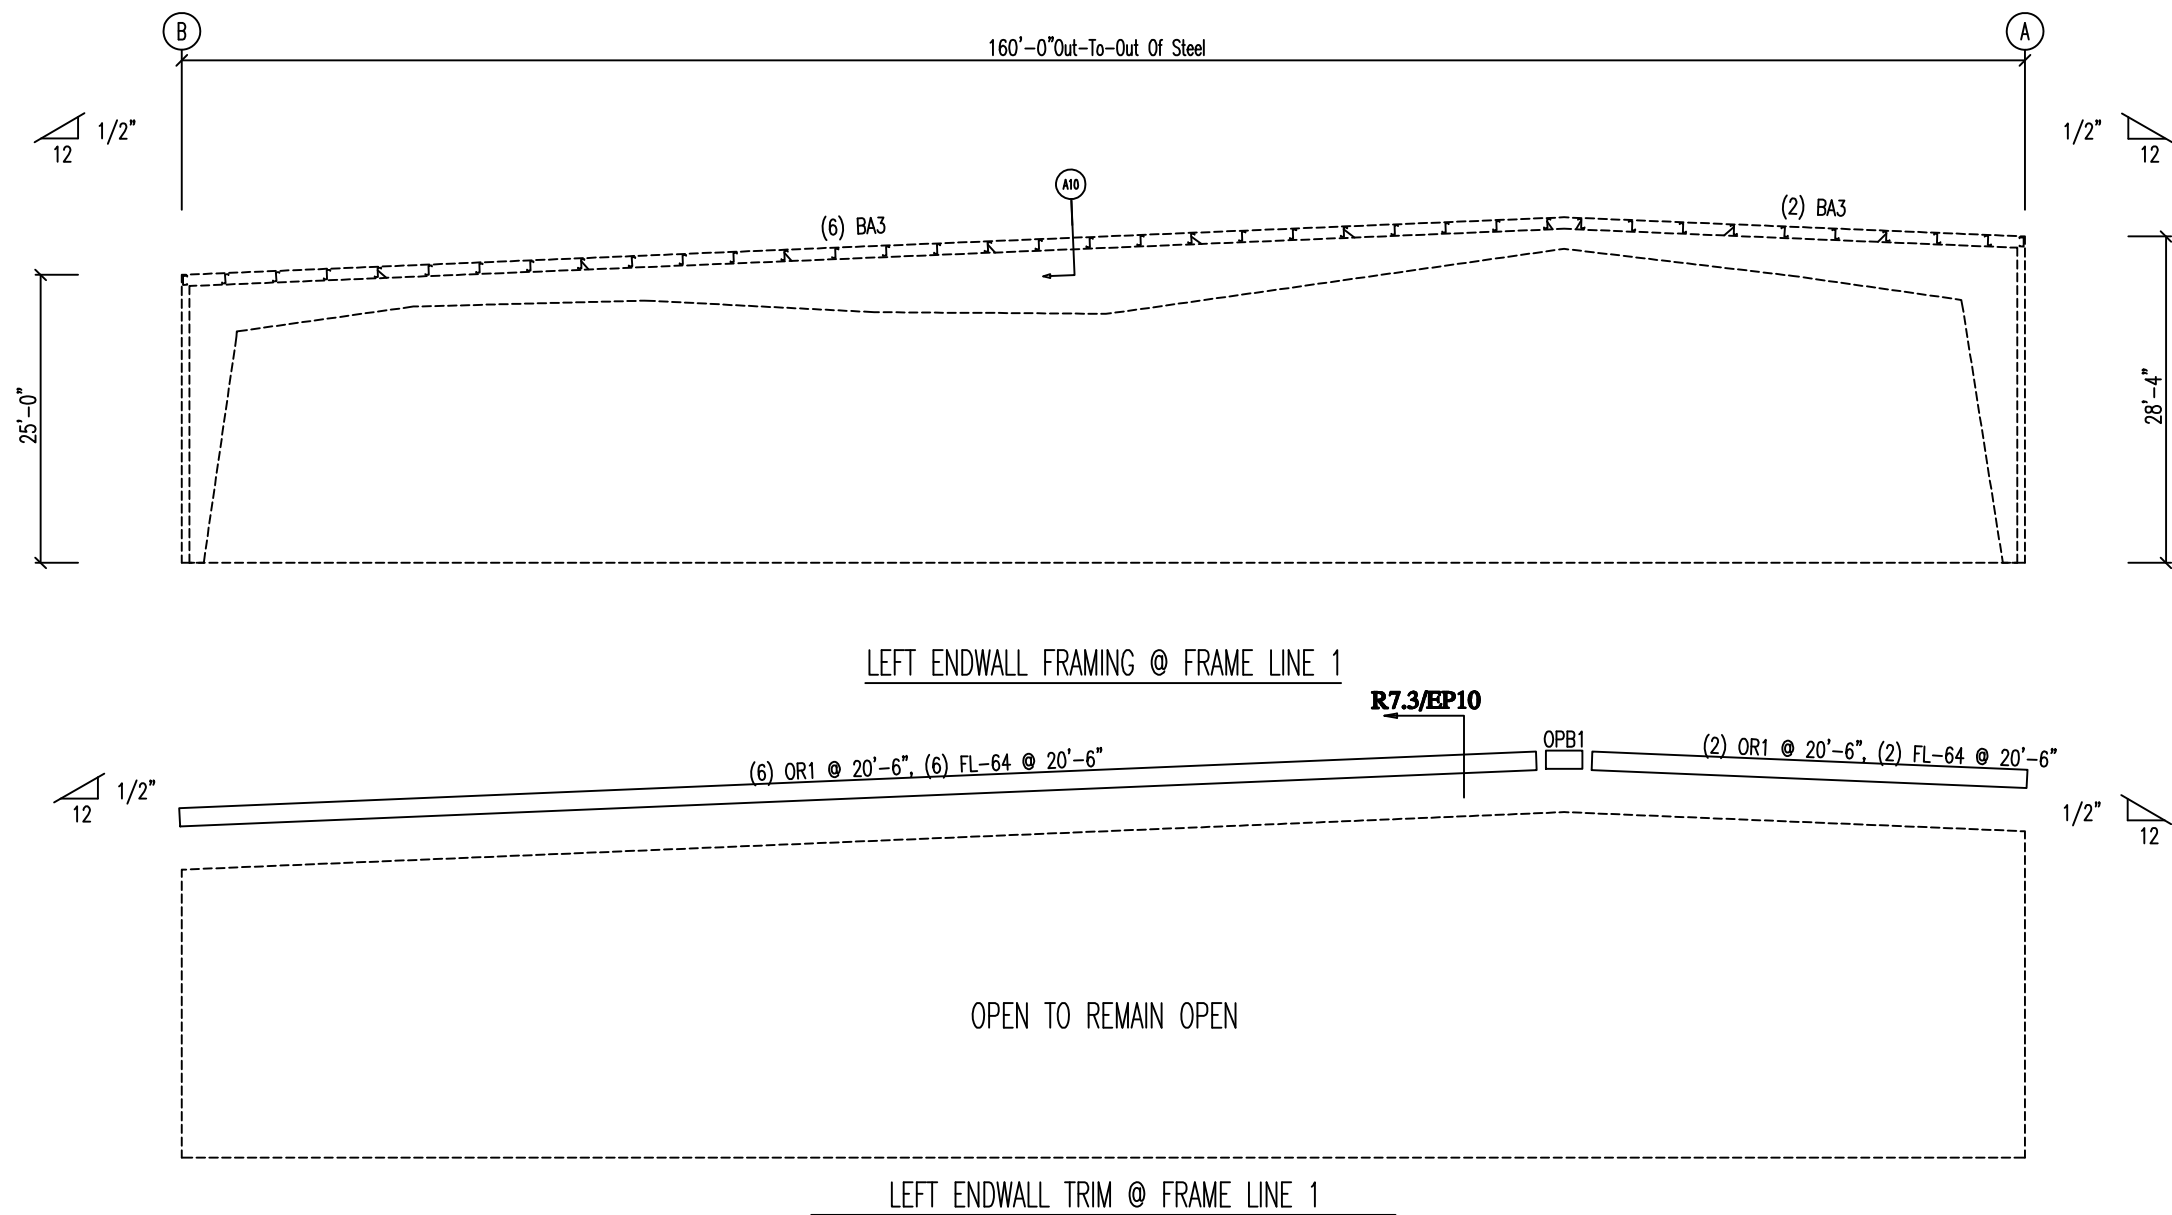 B
A
160'-0"Out-To-Out Of Steel
1/2"
12
1/2"
12
A10
(6) BA3
(2) BA3
25'-0"
28'-4"
LEFT ENDWALL FRAMING @ FRAME LINE 1
R7.3/EP10
OPB1
(6) OR1 @ 20'-6", (6) FL-64 @ 20'-6"
(2) OR1 @ 20'-6", (2) FL-64 @ 20'-6"
1/2"
12
1/2"
12
OPEN TO REMAIN OPEN
LEFT ENDWALL TRIM @ FRAME LINE 1